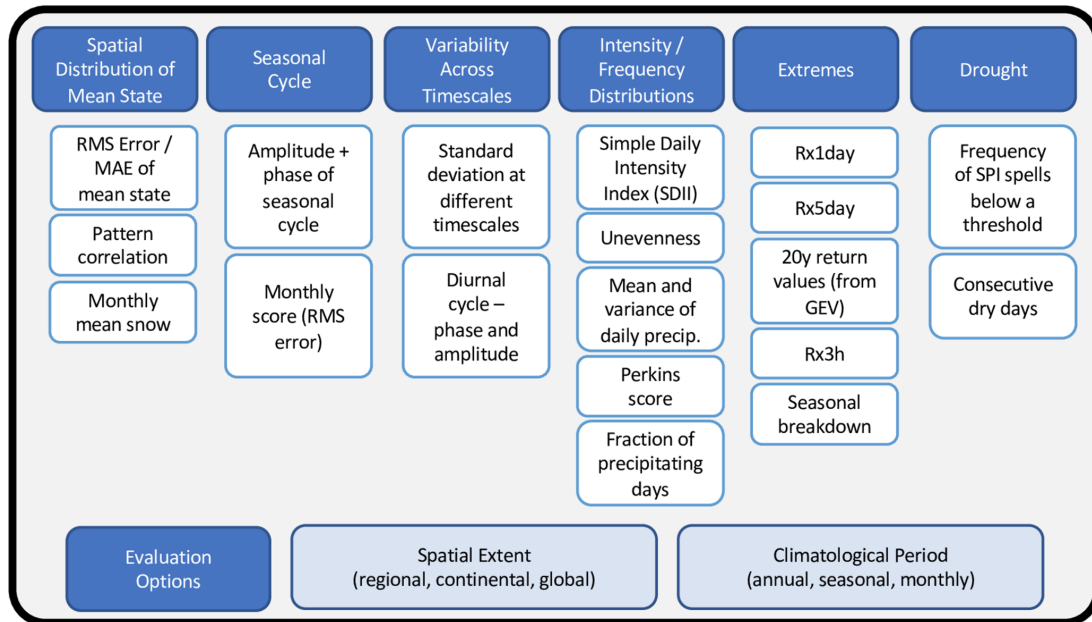 Spatial
Distribution of
Mean State
Seasonal
Cycle
Variability
Across
Timescales
Intensity /
Frequency
Distributions
Extremes
Drought
RMS Error /
MAE of
mean state
Pattern
correlation
Monthly
mean snow
Amplitude +
phase of
seasonal
cycle
Monthly
score (RMS
error)
Standard
deviation at
different
timescales
Diurnal
cycle –
phase and
amplitude
Simple Daily
Intensity
Index (SDII)
Unevenness
Mean and
variance of
daily precip.
Perkins
score
Fraction of
precipitating
days
Rx1day
Rx5day
20y return
values (from
GEV)
Rx3h
Seasonal
breakdown
Frequency
of SPI spells
below a
threshold
Consecutive
dry days
Evaluation
Options
Spatial Extent
(regional, continental, global)
Climatological Period
(annual, seasonal, monthly)